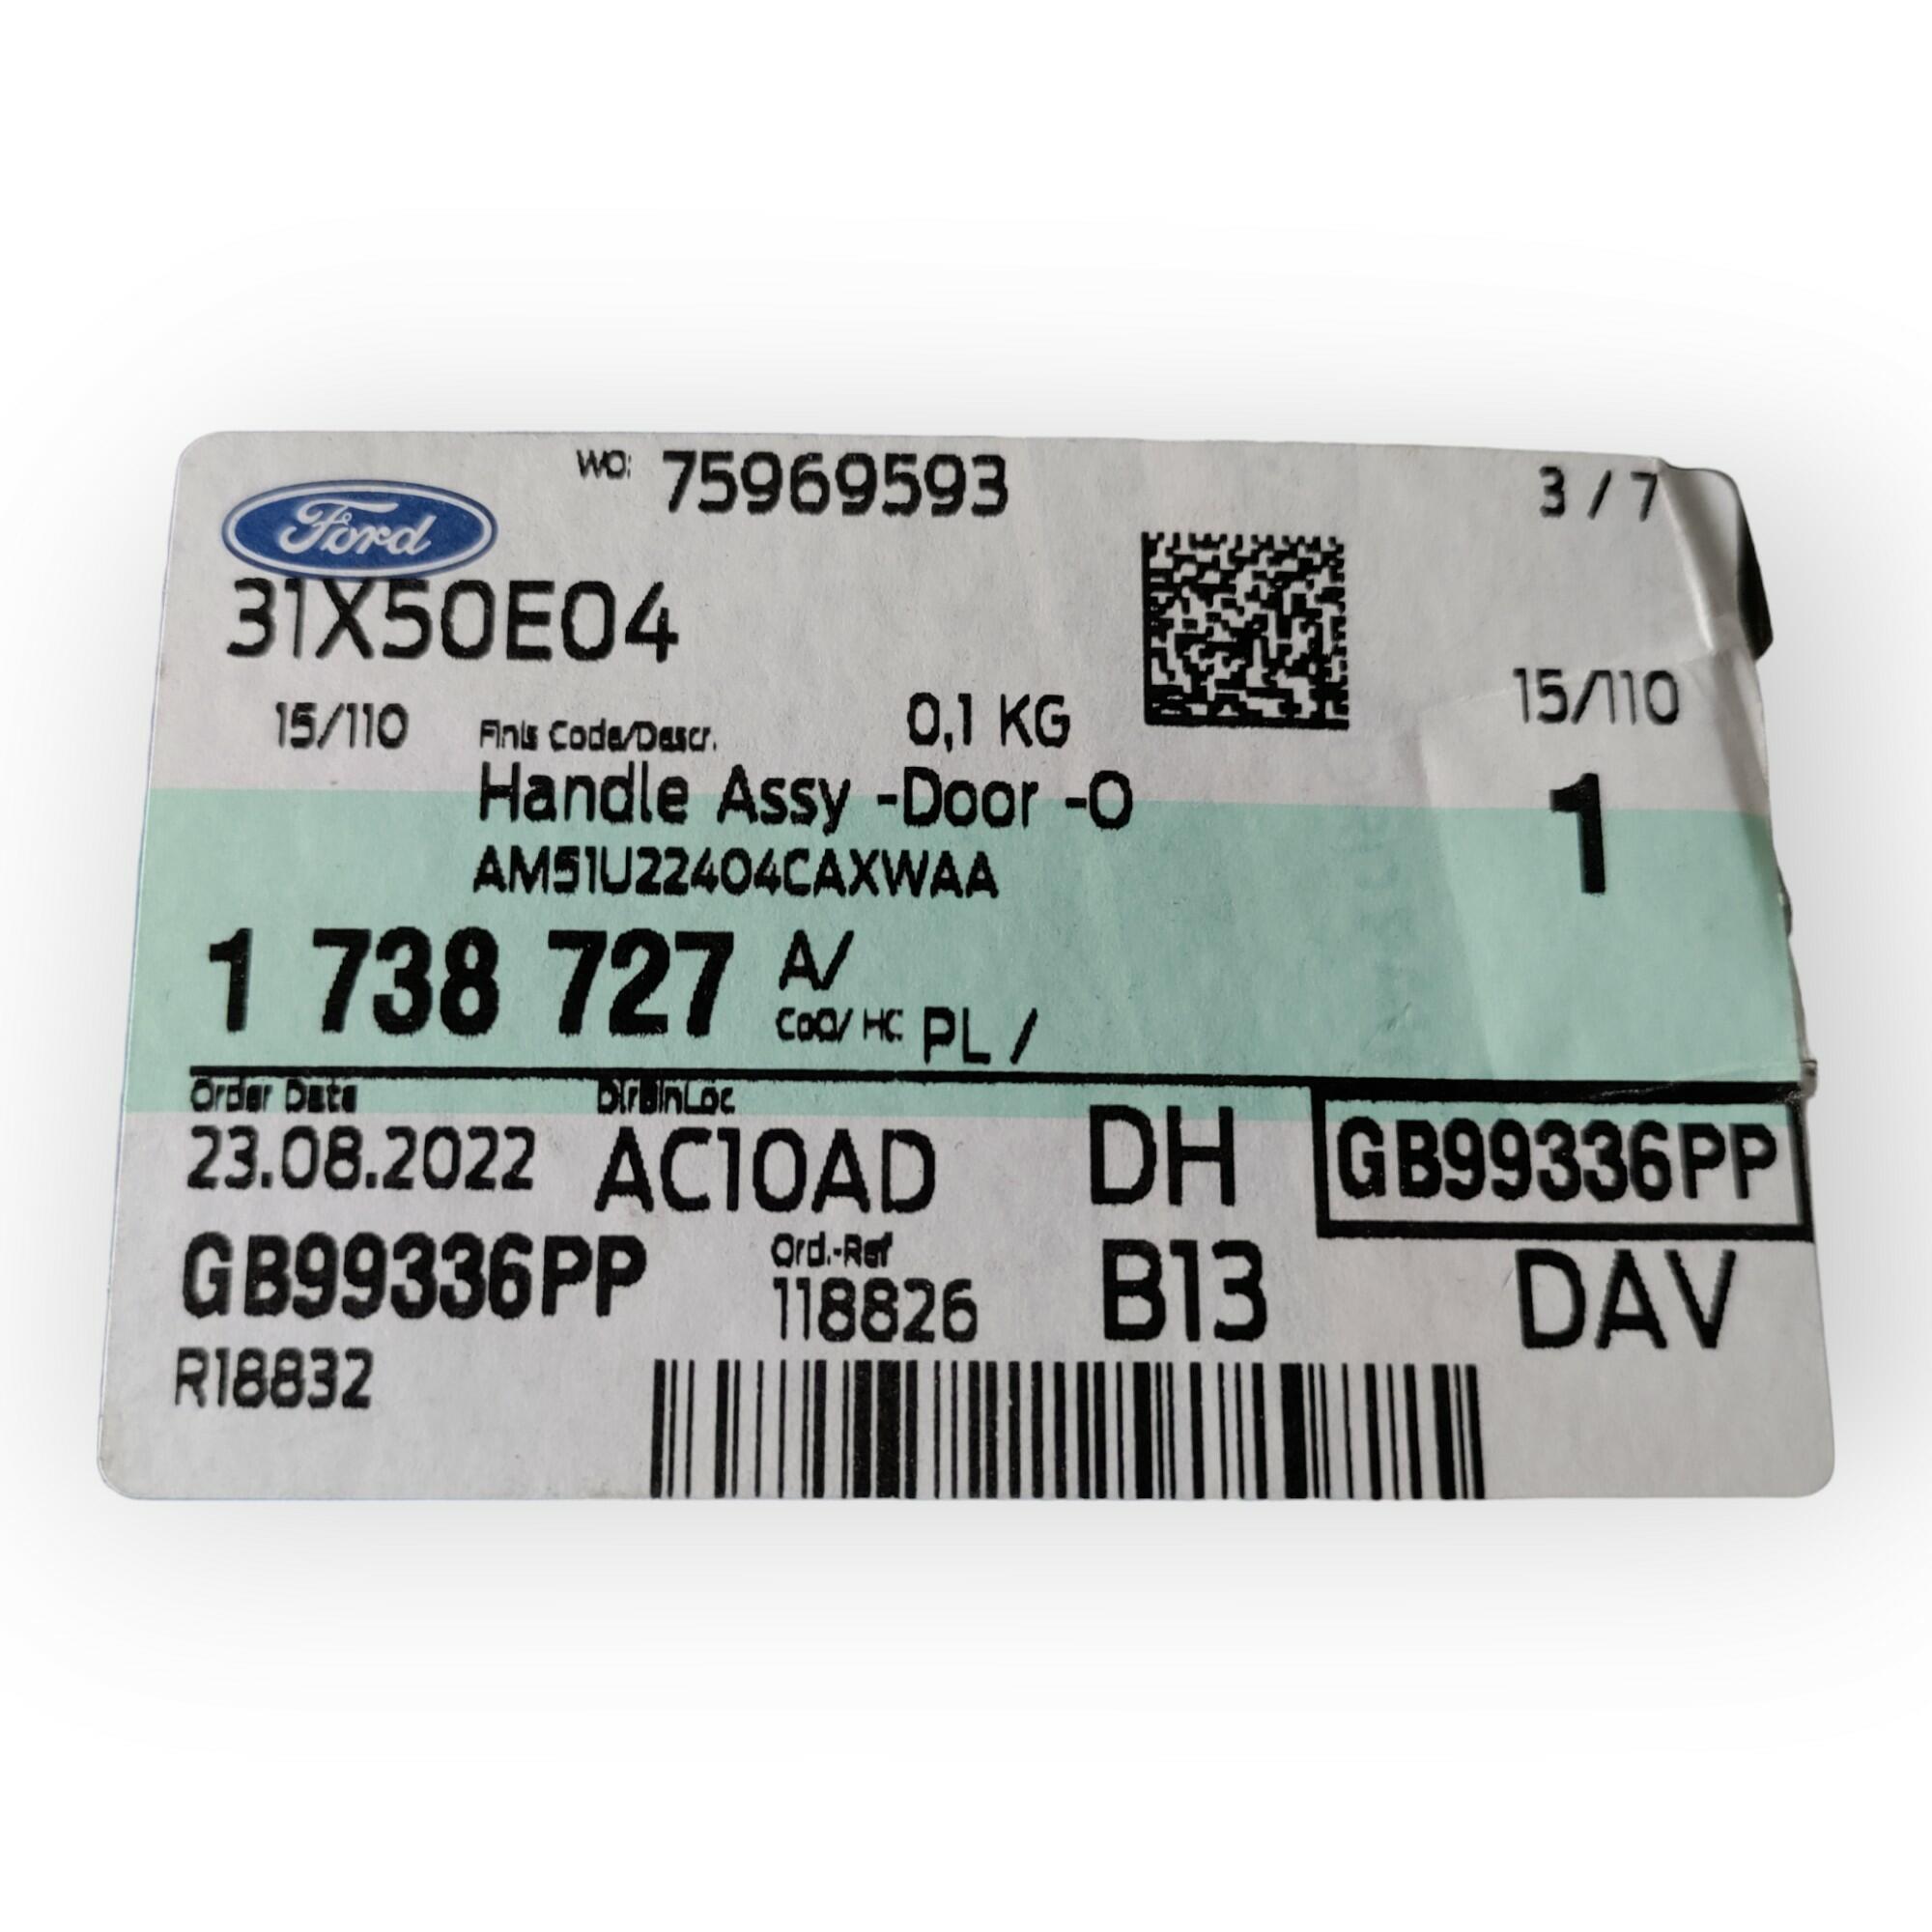 WO: 75969593 3 / 7
Ford
31X50E04
15/110 Finis Code/Descr. 0,1 KG 15/110
Handle Assy -Door -O 1
AM51U22404CAXWAA
1 738 727 A/
CoO/ HC PL /
Order Date DirBinLoc
23.08.2022 AC10AD DH GB99336PP
GB99336PP Ord.-Ref B13 DAV
118826
R18832